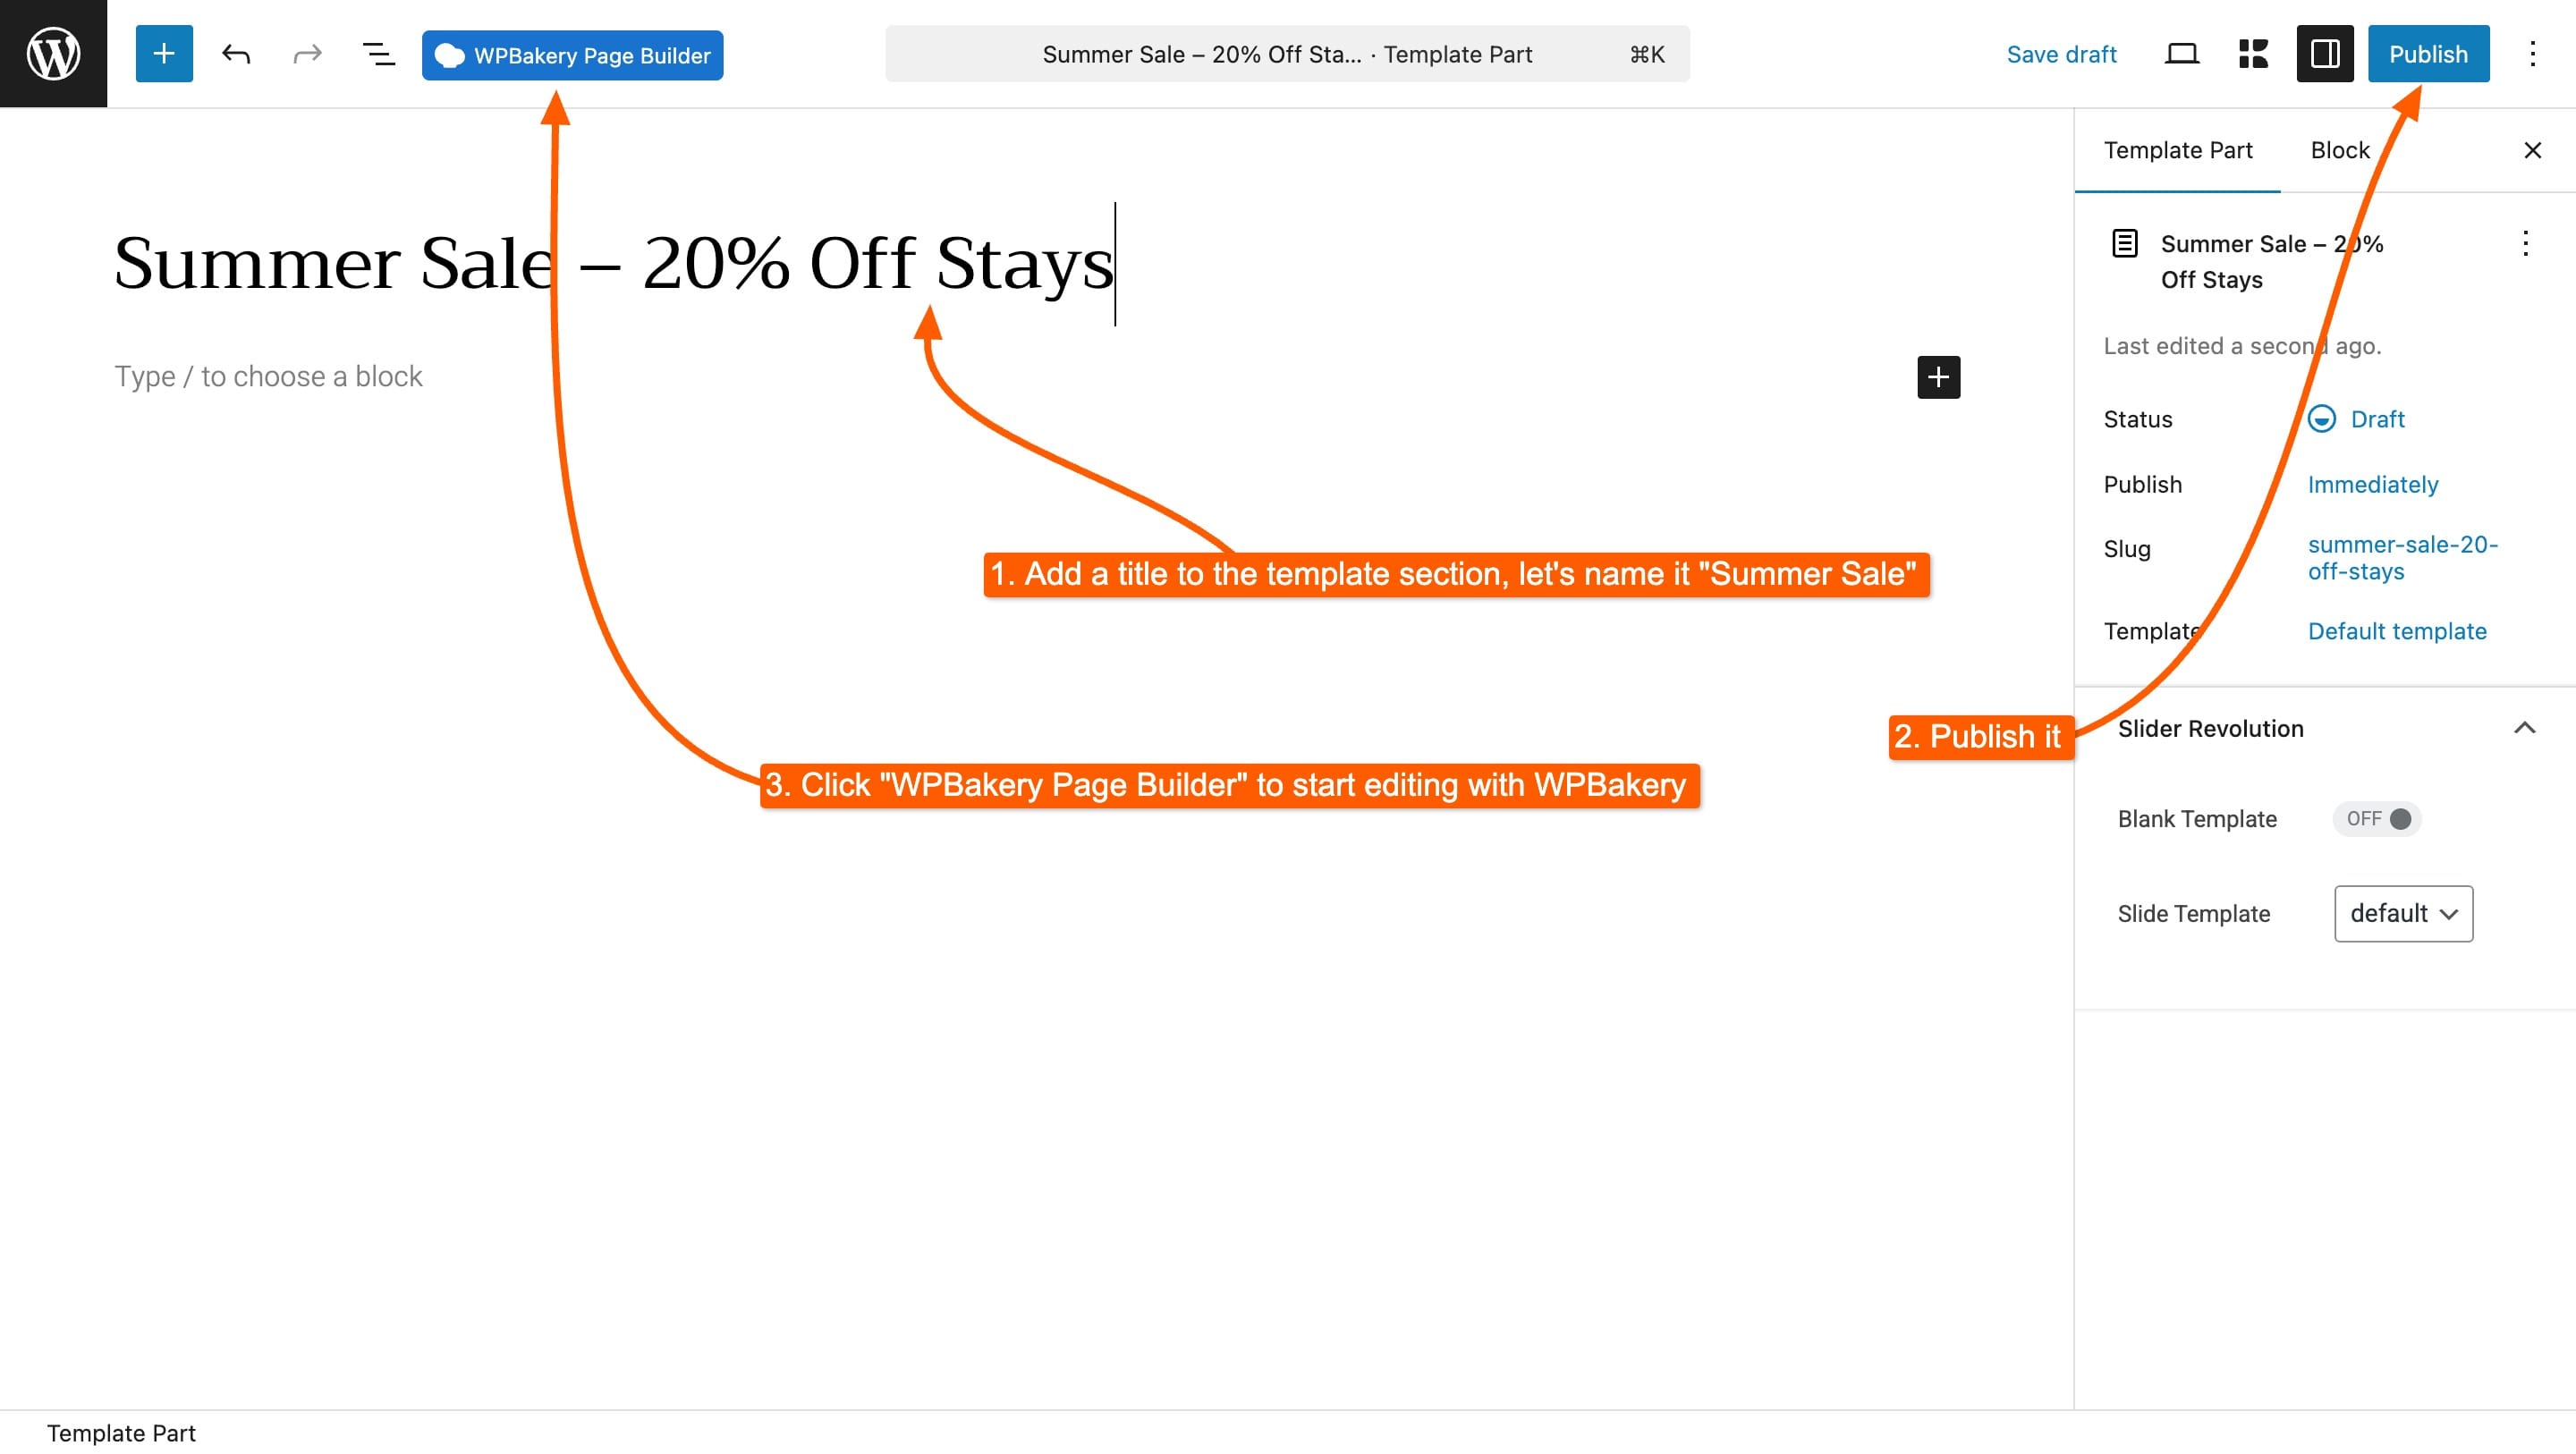 WPBakery Page Builder
Summer Sale – 20% Off Sta... · Template Part
⌘K
Save draft
Publish
Template Part
Block
Summer Sale – 20% Off Stays
Type / to choose a block
Summer Sale – 20%
Off Stays
Last edited a second ago.
Status
Draft
Publish
Immediately
Slug
summer-sale-20-
off-stays
Template
Default template
1. Add a title to the template section, let's name it "Summer Sale"
2. Publish it
3. Click "WPBakery Page Builder" to start editing with WPBakery
Slider Revolution
Blank Template
OFF
Slide Template
default
Template Part